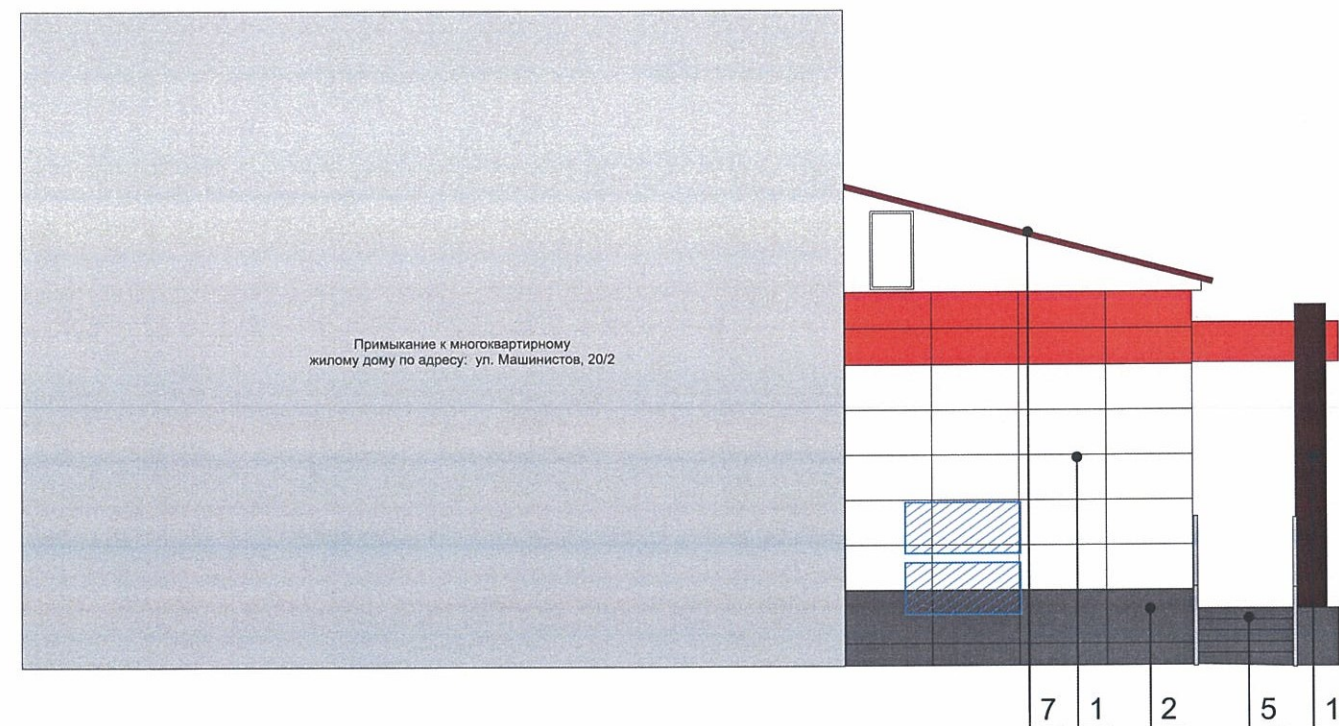 Примыкание к многоквартирному
жилому дому по адресу: ул. Машинистов, 20/2
7 1 2 5 1